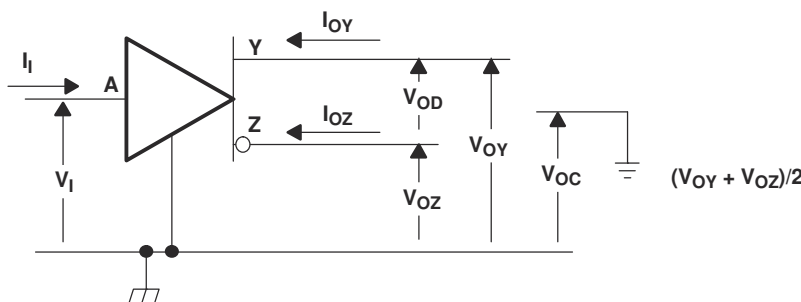 I_OY
I_I
A
Y
V_OD
Z
I_OZ
V_OY
V_I
V_OZ
V_OC
(V_OY + V_OZ)/2